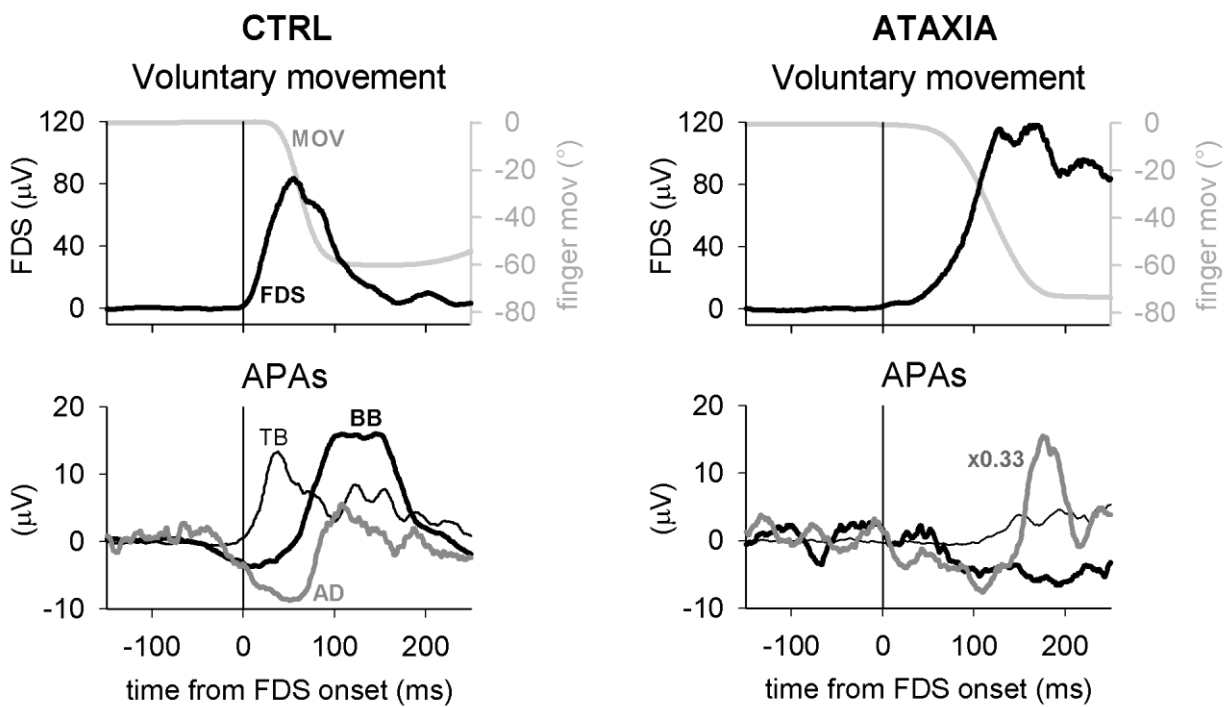 CTRL
Voluntary movement
120
80
40
0
FDS (μV)
MOV
FDS
0
-20
-40
-60
-80
finger mov (°)
APAs
20
10
0
-10
(μV)
TB
BB
AD
-100 0 100 200
time from FDS onset (ms)
ATAXIA
Voluntary movement
120
80
40
0
FDS (μV)
0
-20
-40
-60
-80
finger mov (°)
APAs
20
10
0
-10
(μV)
x0.33
-100 0 100 200
time from FDS onset (ms)